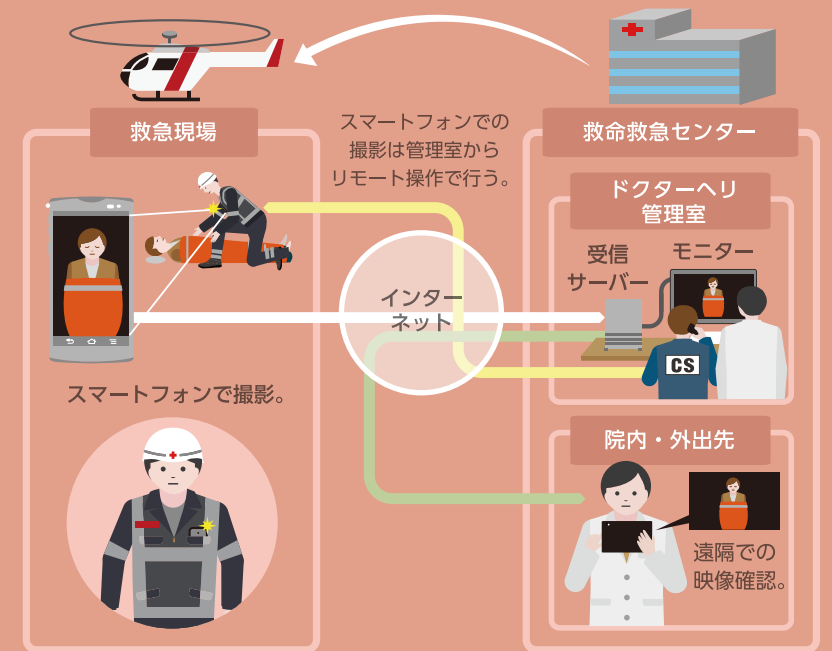 救急現場
スマートフォンでの
撮影は管理室から
リモート操作で行う。
救命救急センター
ドクターヘリ
管理室
受信
サーバー
モニター
CS
インター
ネット
スマートフォンで撮影。
院内・外出先
遠隔での
映像確認。